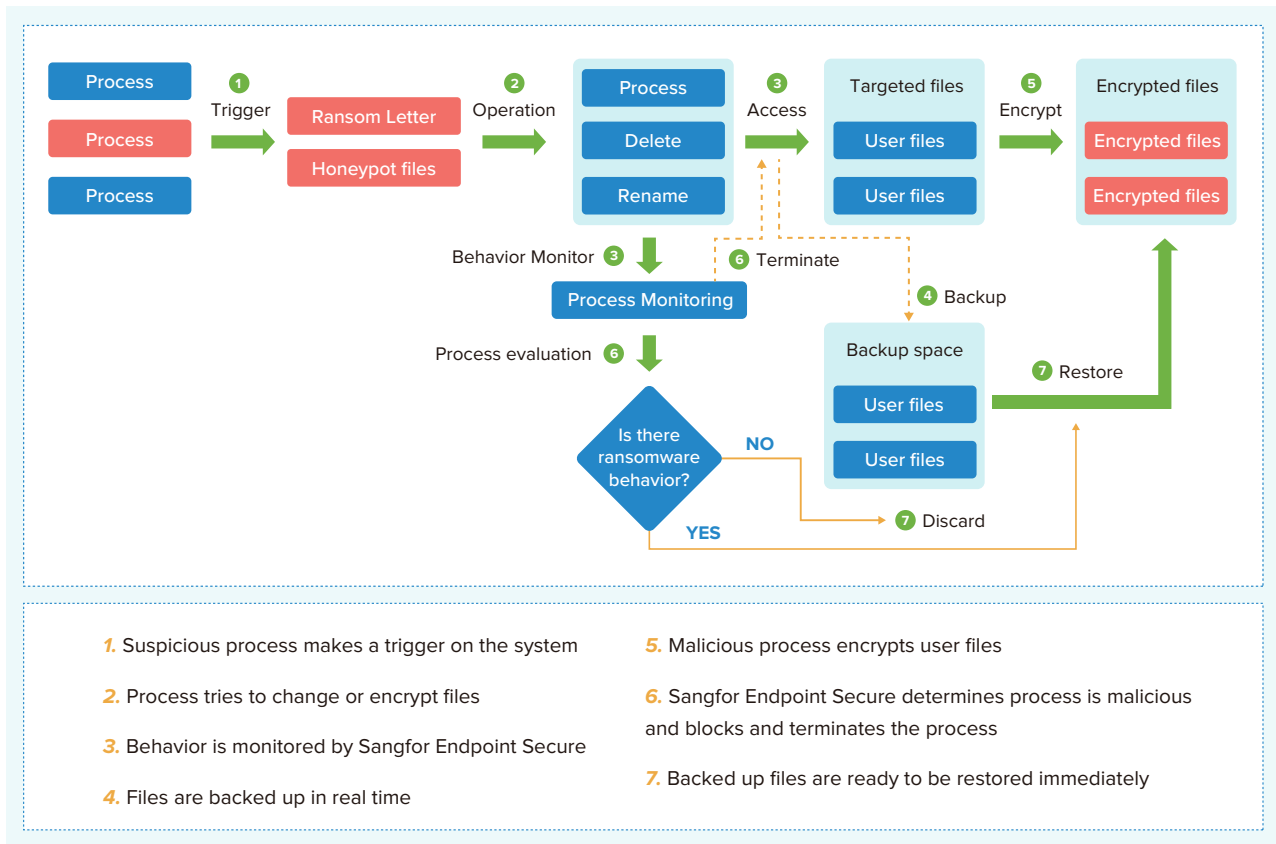 Process
Process
Process
1
Trigger
Ransom Letter
Honeypot files
2
Operation
Process
Delete
Rename
3
Access
Targeted files
User files
User files
5
Encrypt
Encrypted files
Encrypted files
Encrypted files
Behavior Monitor 3
6 Terminate
Process Monitoring
4 Backup
Process evaluation 6
Backup space
User files
User files
7 Restore
Is there
ransomware
behavior?
NO
7 Discard
YES
1. Suspicious process makes a trigger on the system
2. Process tries to change or encrypt files
3. Behavior is monitored by Sangfor Endpoint Secure
4. Files are backed up in real time
5. Malicious process encrypts user files
6. Sangfor Endpoint Secure determines process is malicious
and blocks and terminates the process
7. Backed up files are ready to be restored immediately